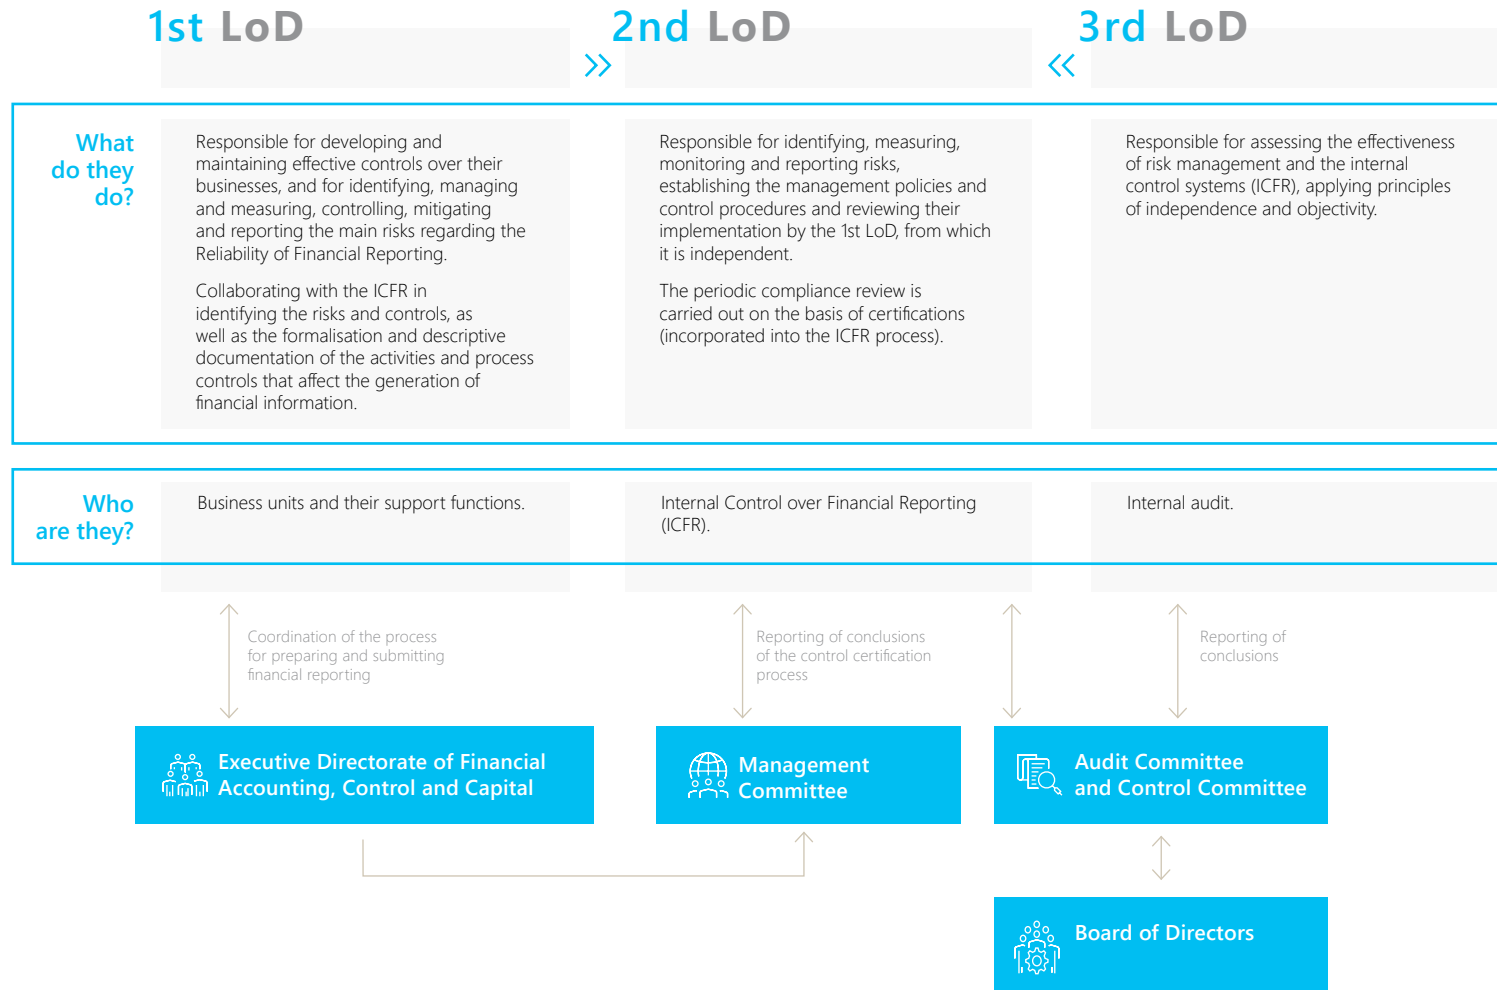 1st LoD
2nd LoD
3rd LoD
What
do they
do?
Responsible for developing and
maintaining effective controls over their
businesses, and for identifying, managing
and measuring, controlling, mitigating
and reporting the main risks regarding the
Reliability of Financial Reporting.
Collaborating with the ICFR in
identifying the risks and controls, as
well as the formalisation and descriptive
documentation of the activities and process
controls that affect the generation of
financial information.
Responsible for identifying, measuring,
monitoring and reporting risks,
establishing the management policies and
control procedures and reviewing their
implementation by the 1st LoD, from which
it is independent.
The periodic compliance review is
carried out on the basis of certifications
(incorporated into the ICFR process).
Responsible for assessing the effectiveness
of risk management and the internal
control systems (ICFR), applying principles
of independence and objectivity.
Who
are they?
Business units and their support functions.
Internal Control over Financial Reporting
(ICFR).
Internal audit.
Coordination of the process
for preparing and submitting
financial reporting
Reporting of conclusions
of the control certification
process
Reporting of
conclusions
Executive Directorate of Financial
Accounting, Control and Capital
Management
Committee
Audit Committee
and Control Committee
Board of Directors